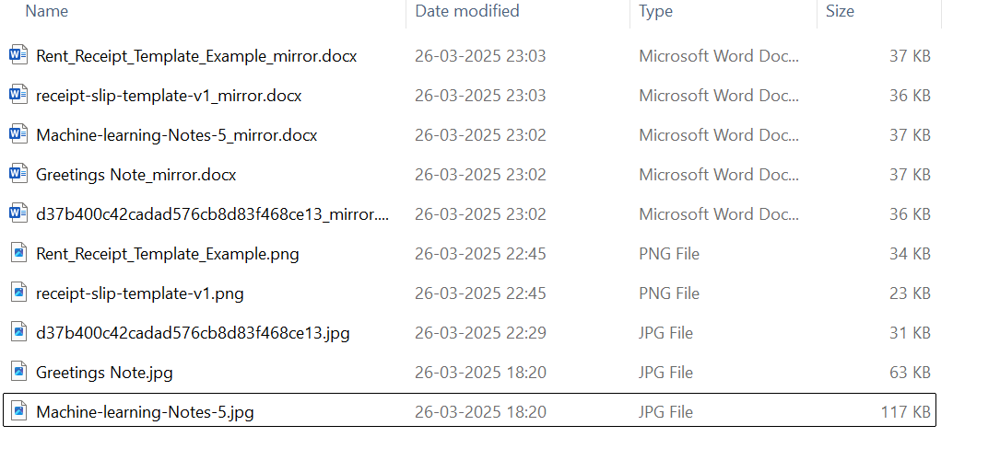 Name Date modified Type Size
Rent_Receipt_Template_Example_mirror.docx 26-03-2025 23:03 Microsoft Word Doc... 37 KB
receipt-slip-template-v1_mirror.docx 26-03-2025 23:03 Microsoft Word Doc... 36 KB
Machine-learning-Notes-5_mirror.docx 26-03-2025 23:02 Microsoft Word Doc... 37 KB
Greetings Note_mirror.docx 26-03-2025 23:02 Microsoft Word Doc... 37 KB
d37b400c42cadad576cb8d83f468ce13_mirror.... 26-03-2025 23:02 Microsoft Word Doc... 36 KB
Rent_Receipt_Template_Example.png 26-03-2025 22:45 PNG File 34 KB
receipt-slip-template-v1.png 26-03-2025 22:45 PNG File 23 KB
d37b400c42cadad576cb8d83f468ce13.jpg 26-03-2025 22:29 JPG File 31 KB
Greetings Note.jpg 26-03-2025 18:20 JPG File 63 KB
Machine-learning-Notes-5.jpg 26-03-2025 18:20 JPG File 117 KB